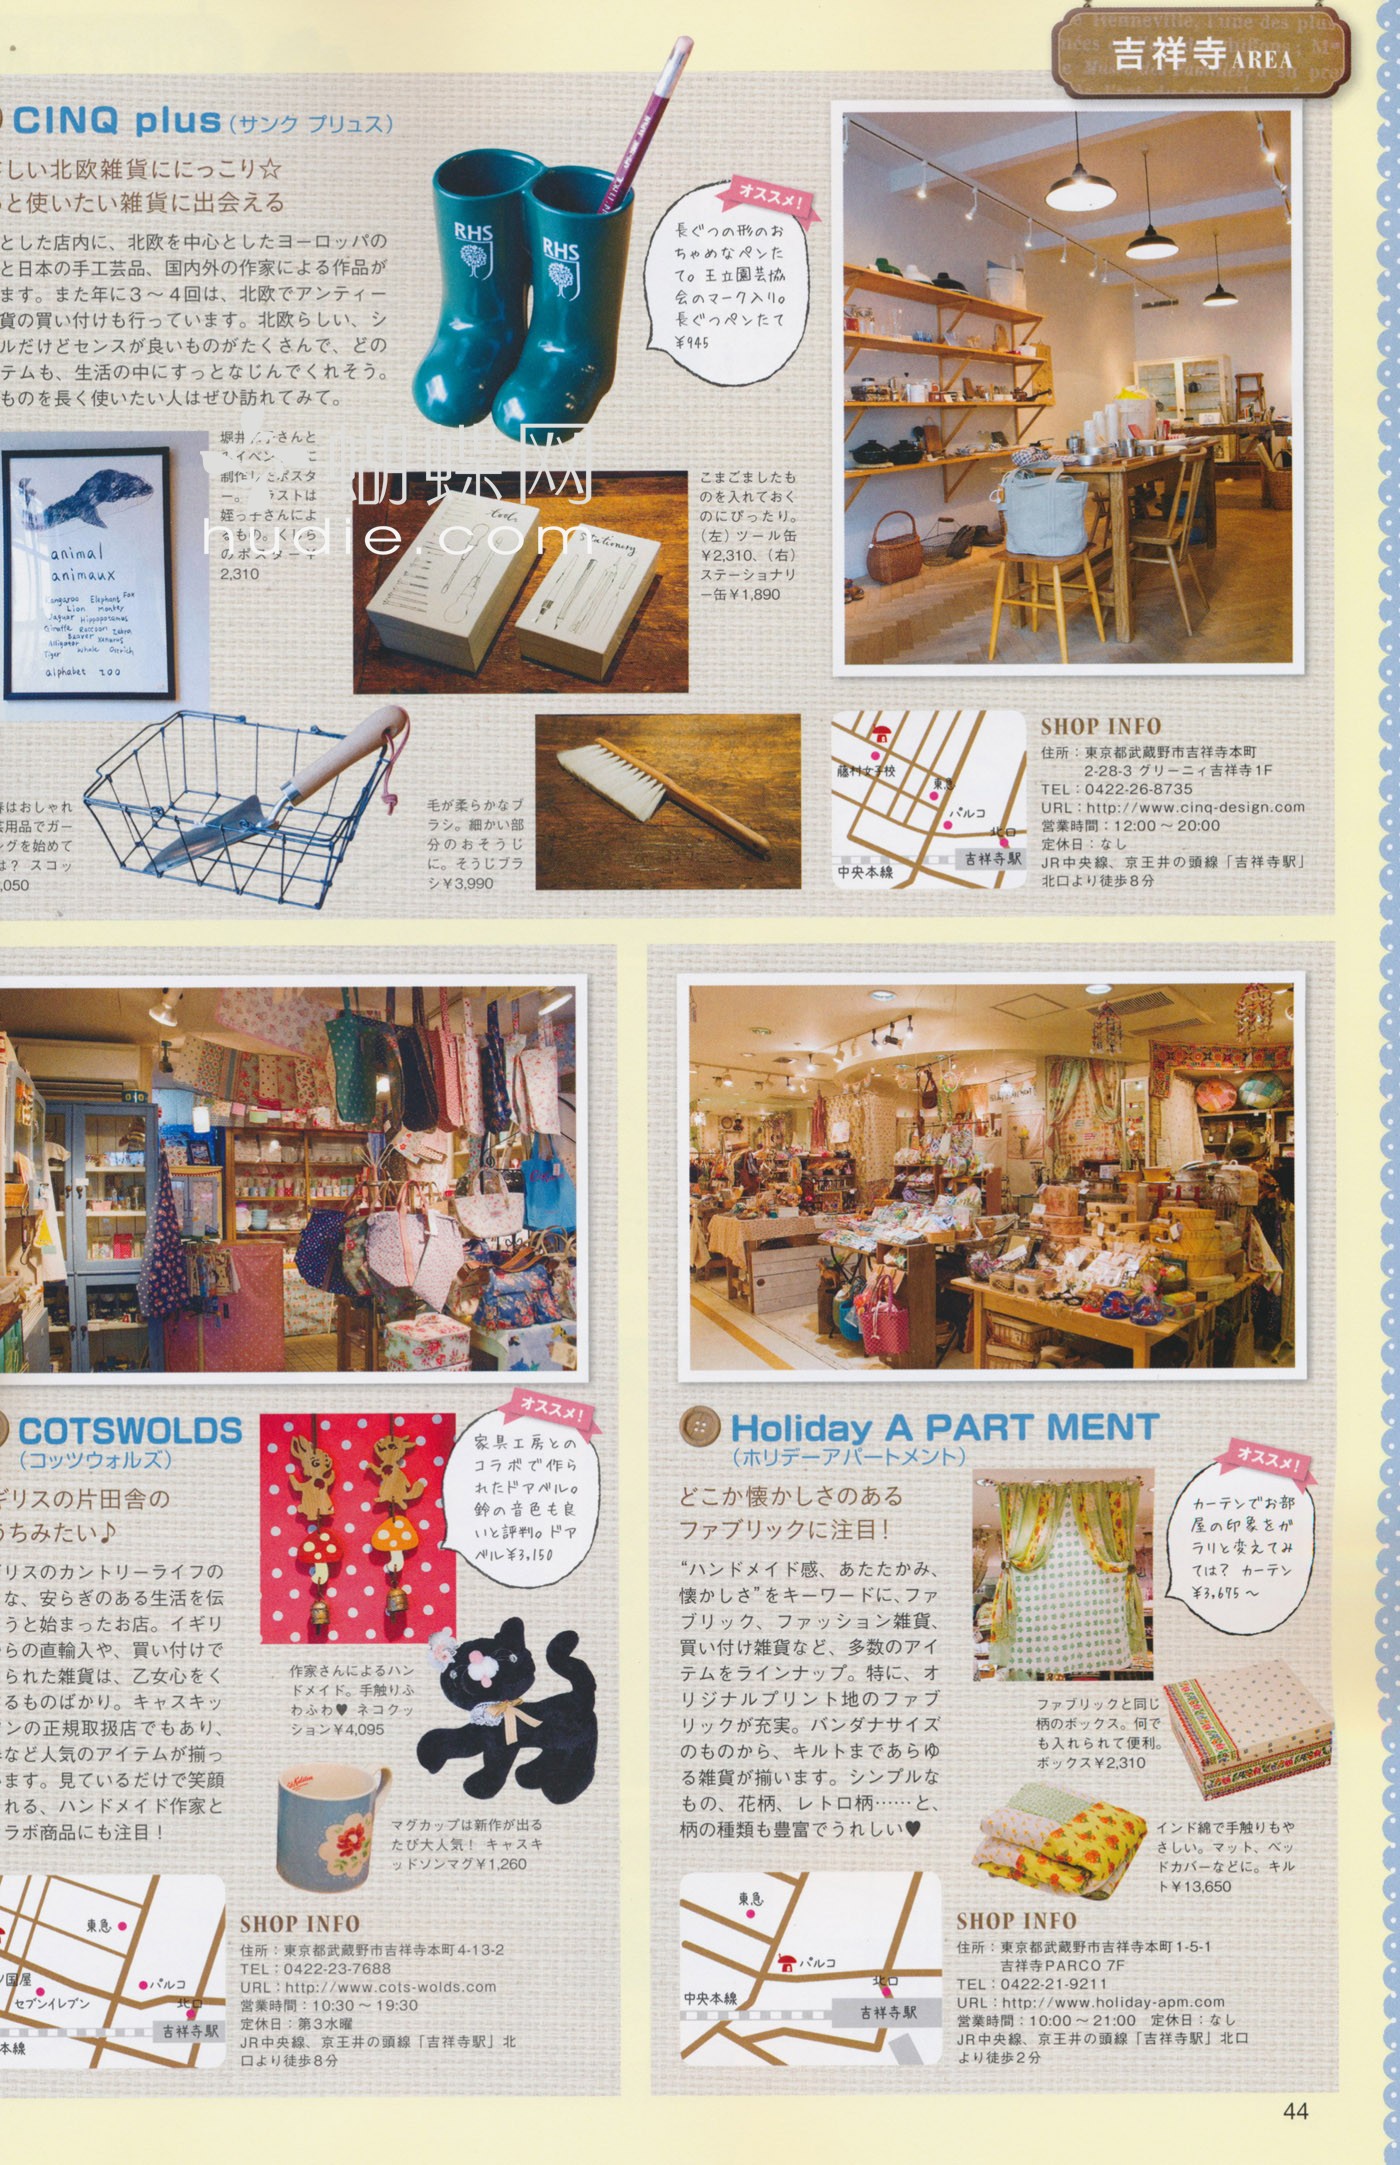 吉祥寺AREA
CINQ plus(サンク プリュス)
しい北欧雑貨ににっこり☆
と使いたい雑貨に出会える
とした店内に、北欧を中心としたヨーロッパの
と日本の手工芸品、国内外の作家による作品が
ます。また年に3〜4回は、北欧でアンティー
貨の買い付けも行っています。北欧らしい、シ
ルだけどセンスが良いものがたくさんで、どの
テムも、生活の中にすっとなじんでくれそう。
ものを長く使いたい人はぜひ訪れてみて。
RHS
RHS
オススメ!
長ぐつの形のお
ちゃめなペンた
て。王立園芸協
会のマーク入り。
長ぐつペンたて
¥945
さんと
イベン
に
制作し
スタ
ストは
さんによ
るもの。くじら
のポスター¥
2,310
animal
animaux
Kangaroo Elephant Fox
Lion Monkey
Jaguar Hippopotamus
Giraffe Raccoon Zebra
Beaver
Alligator
Tiger Whale Ostrich
alphabet zoo
tool
stationery
蝶网
hudie.com
こまごましたも
のを入れておく
のにぴったり。
(左)ツール缶
¥2,310、(右)
ステーショナリ
ー缶¥1,890
はおしゃれ
用品でガー
ングを始めて
は? スコッ
,050
毛が柔らかなブ
ラシ。細かい部
分のおそうじ
に。そうじブラ
シ¥3,990
藤村女子校
東急
パルコ
北口
吉祥寺駅
中央本線
SHOP INFO
住所:東京都武蔵野市吉祥寺本町
2-28-3 グリーニィ吉祥寺1F
TEL:0422-26-8735
URL:http://www.cinq-design.com
営業時間:12:00〜20:00
定休日:なし
JR中央線、京王井の頭線「吉祥寺駅」
北口より徒歩8分
COTSWOLDS
(コッツウォルズ)
ギリスの片田舎の
うちみたい♪
リスのカントリーライフの
な、安らぎのある生活を伝
うと始まったお店。イギリ
らの直輸入や、買い付けで
られた雑貨は、乙女心をく
るものばかり。キャスキッ
ソンの正規取扱店でもあり、
など人気のアイテムが揃っ
ます。見ているだけで笑顔
れる、ハンドメイド作家と
ラボ商品にも注目!
オススメ!
家具工房との
コラボで作ら
れたドアベル。
鈴の音色も良
いと評判。ドア
ベル¥3,150
作家さんによるハン
ドメイド。手触りふ
わふわ♥ ネコクッ
ション¥4,095
マグカップは新作が出る
たび大人気! キャスキ
ッドソンマグ¥1,260
東急
国屋
パルコ
セブンイレブン
北口
吉祥寺駅
本線
SHOP INFO
住所:東京都武蔵野市吉祥寺本町4-13-2
TEL:0422-23-7688
URL:http://www.cots-wolds.com
営業時間:10:30〜19:30
定休日:第3水曜
JR中央線、京王井の頭線「吉祥寺駅」北
口より徒歩8分
Holiday A PART MENT
(ホリデーアパートメント)
どこか懐かしさのある
ファブリックに注目!
“ハンドメイド感、あたたかみ、
懐かしさ”をキーワードに、ファ
ブリック、ファッション雑貨、
買い付け雑貨など、多数のアイ
テムをラインナップ。特に、オ
リジナルプリント地のファブ
リックが充実。バンダナサイズ
のものから、キルトまであらゆ
る雑貨が揃います。シンプルな
もの、花柄、レトロ柄……と、
柄の種類も豊富でうれしい♥
オススメ!
カーテンでお部
屋の印象をガ
ラリと変えてみ
ては? カーテン
¥3,675〜
ファブリックと同じ
柄のボックス。何で
も入れられて便利。
ボックス¥2,310
インド綿で手触りもや
さしい。マット、ベッ
ドカバーなどに。キル
ト¥13,650
東急
パルコ
北口
中央本線
吉祥寺駅
SHOP INFO
住所:東京都武蔵野市吉祥寺本町1-5-1
吉祥寺PARCO 7F
TEL:0422-21-9211
URL:http://www.holiday-apm.com
営業時間:10:00〜21:00 定休日:なし
JR中央線、京王井の頭線「吉祥寺駅」北口
より徒歩2分
44